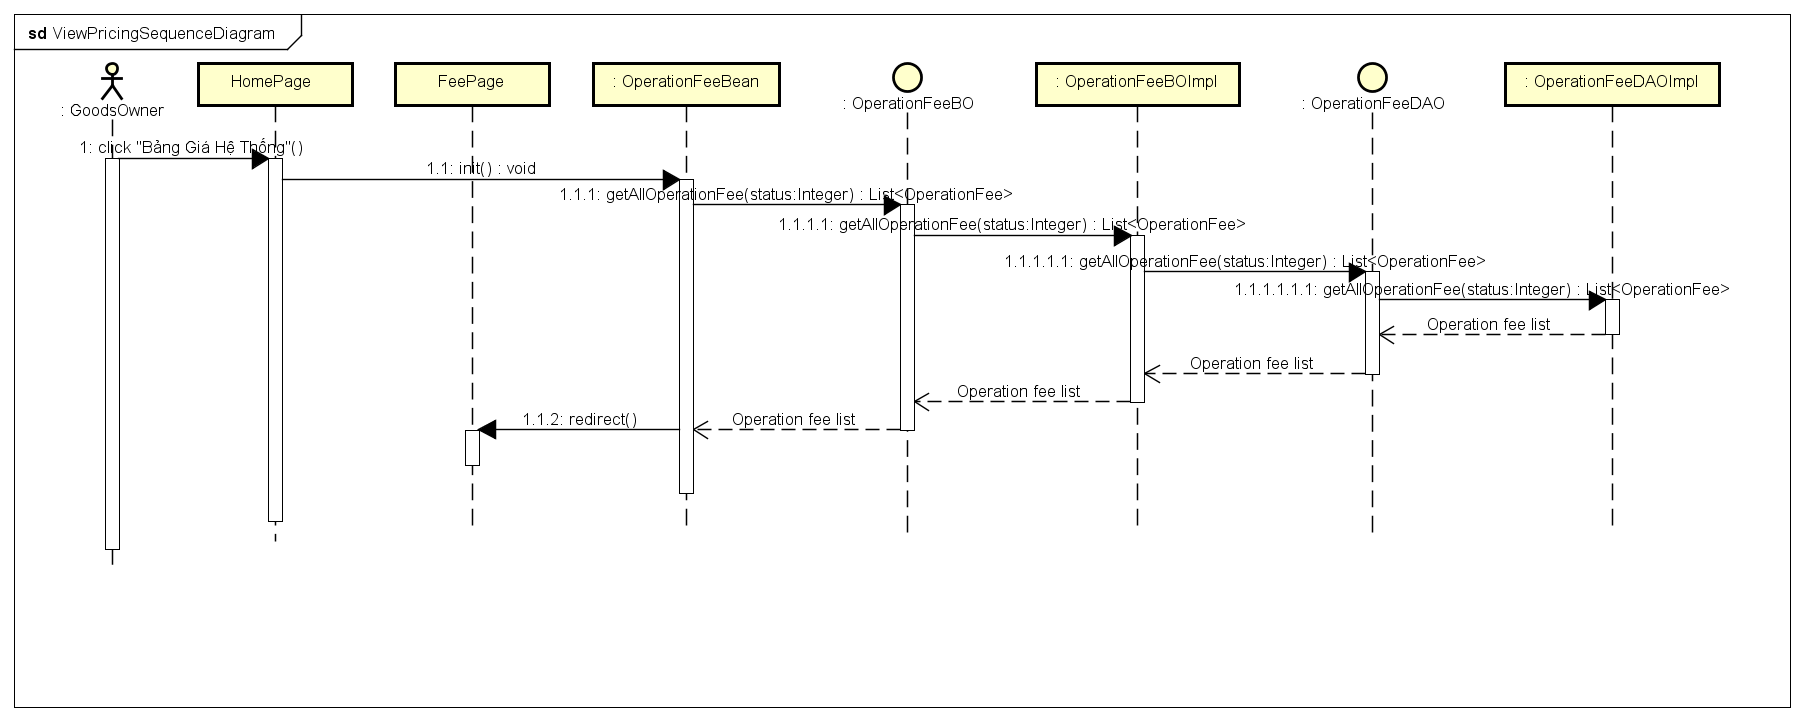 sd ViewPricingSequenceDiagram
HomePage
FeePage
: OperationFeeBean
: OperationFeeBOImpl
: OperationFeeDAOImpl
: GoodsOwner
: OperationFeeBO
: OperationFeeDAO
1: click "Bảng Giá Hệ Thống"()
1.1: init() : void
1.1.1: getAllOperationFee(status:Integer) : List<OperationFee>
1.1.1.1: getAllOperationFee(status:Integer) : List<OperationFee>
1.1.1.1.1: getAllOperationFee(status:Integer) : List<OperationFee>
1.1.1.1.1.1: getAllOperationFee(status:Integer) : List<OperationFee>
Operation fee list
Operation fee list
Operation fee list
1.1.2: redirect()
Operation fee list